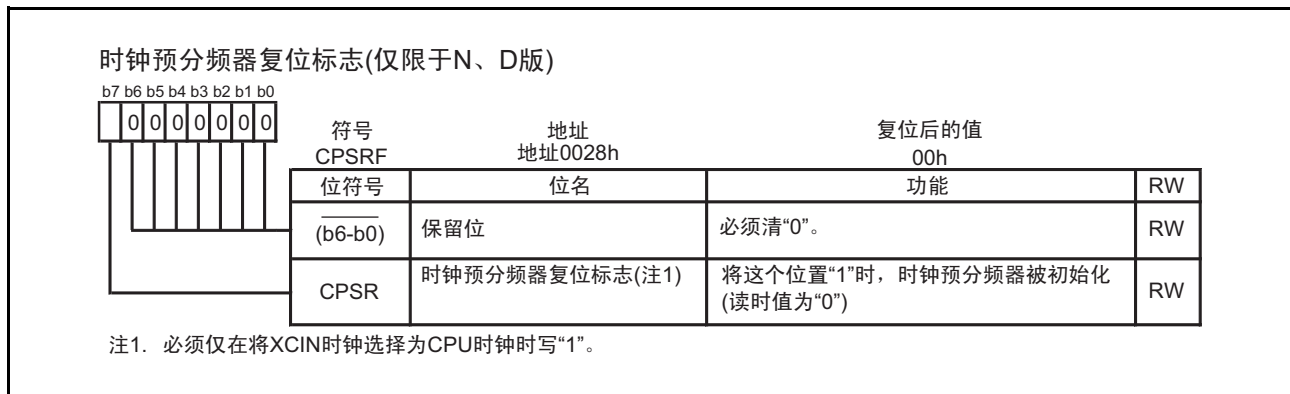 时钟预分频器复位标志(仅限于N、D版)
b7 b6 b5 b4 b3 b2 b1 b0
0 0 0 0 0 0 0
符号 地址 复位后的值
CPSRF 地址0028h 00h
位符号 位名 功能 RW
(b6-b0) 保留位 必须清“0”。 RW
CPSR 时钟预分频器复位标志(注1) 将这个位置“1”时，时钟预分频器被初始化 RW
(读时值为“0”)
注1. 必须仅在将XCIN时钟选择为CPU时钟时写“1”。